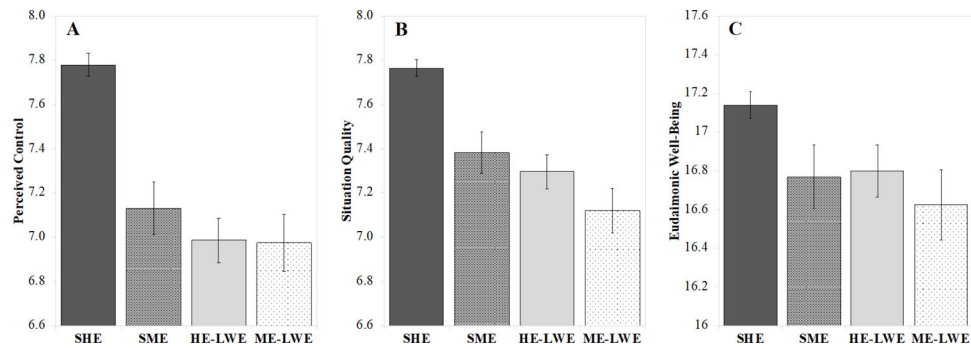 A
Perceived Control
8.0
7.8
7.6
7.4
7.2
7.0
6.8
6.6
SHE SME HE-LWE ME-LWE
B
Situation Quality
8.0
7.8
7.6
7.4
7.2
7.0
6.8
6.6
SHE SME HE-LWE ME-LWE
C
Eudaimonic Well-Being
17.6
17.4
17.2
17
16.8
16.6
16.4
16.2
16
SHE SME HE-LWE ME-LWE